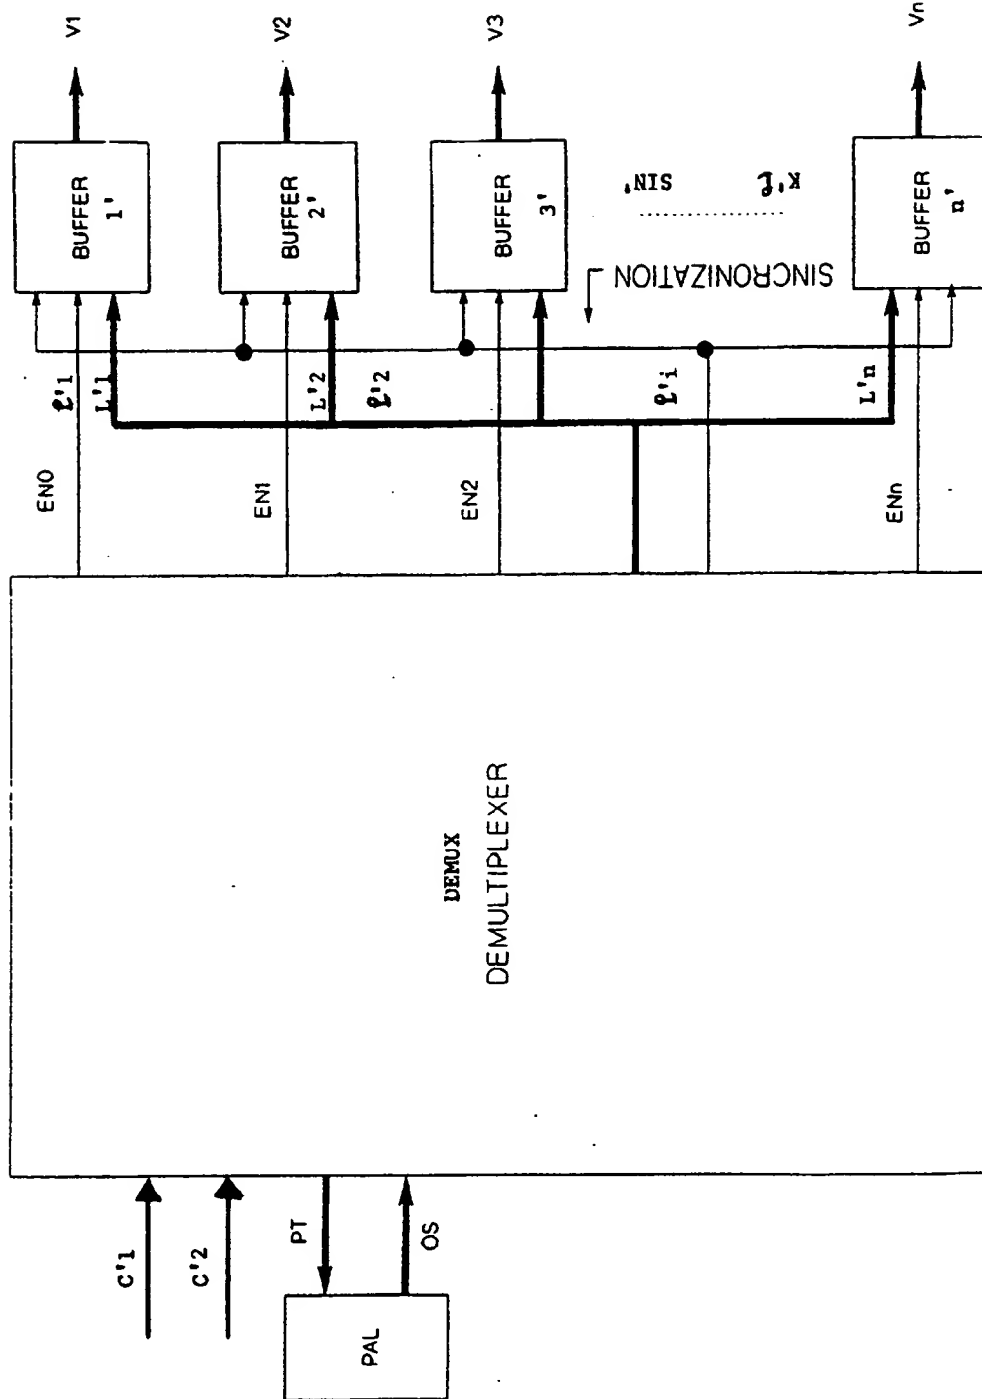 V1
V2
V3
Vn
BUFFER
1'
BUFFER
2'
BUFFER
3'
SIN'
K'ℓ
BUFFER
n'
SINCRONIZATION
ℓ'1
L'1
L'2
ℓ'2
ℓ'i
L'n
EN0
EN1
EN2
ENn
DEMUX
DEMULTIPLEXER
C'1
C'2
PT
OS
PAL